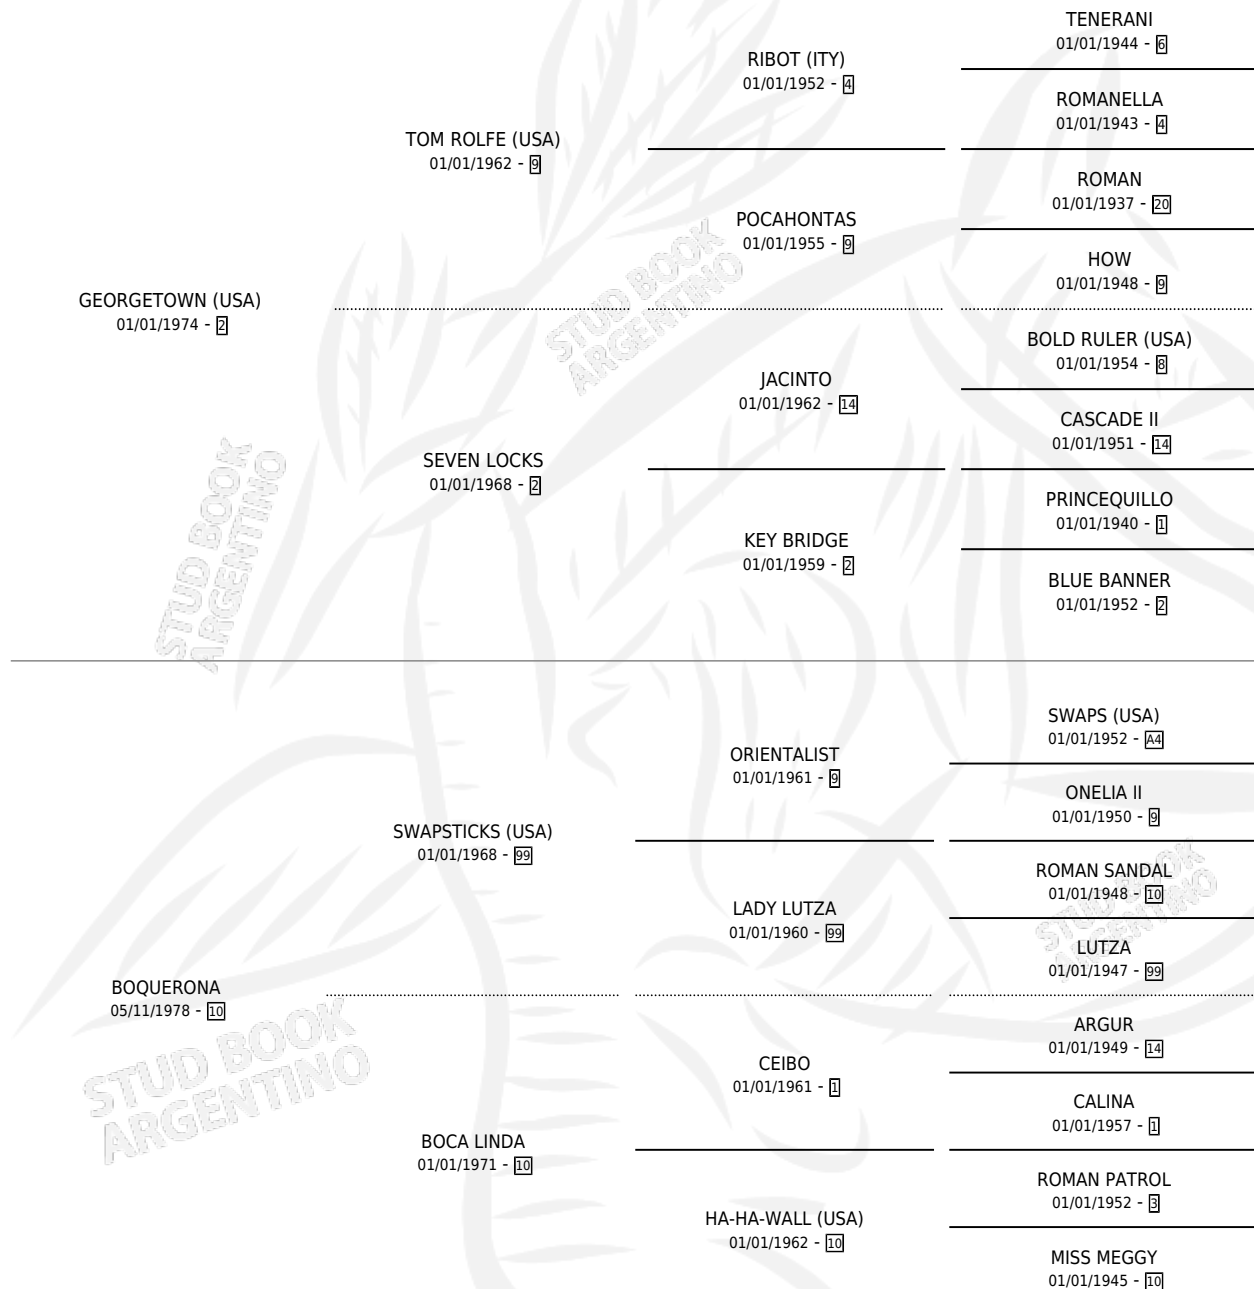 TENERANI
01/01/1944 - 6
RIBOT (ITY)
01/01/1952 - 4
ROMANELLA
01/01/1943 - 4
TOM ROLFE (USA)
01/01/1962 - 9
ROMAN
01/01/1937 - 20
POCAHONTAS
01/01/1955 - 9
HOW
01/01/1948 - 9
GEORGETOWN (USA)
01/01/1974 - 2
BOLD RULER (USA)
01/01/1954 - 8
JACINTO
01/01/1962 - 14
CASCADE II
01/01/1951 - 14
SEVEN LOCKS
01/01/1968 - 2
PRINCEQUILLO
01/01/1940 - 1
KEY BRIDGE
01/01/1959 - 2
BLUE BANNER
01/01/1952 - 2
SWAPS (USA)
01/01/1952 - A4
ORIENTALIST
01/01/1961 - 9
ONELIA II
01/01/1950 - 9
SWAPSTICKS (USA)
01/01/1968 - 99
ROMAN SANDAL
01/01/1948 - 10
LADY LUTZA
01/01/1960 - 99
LUTZA
01/01/1947 - 99
BOQUERONA
05/11/1978 - 10
ARGUR
01/01/1949 - 14
CEIBO
01/01/1961 - 1
CALINA
01/01/1957 - 1
BOCA LINDA
01/01/1971 - 10
ROMAN PATROL
01/01/1952 - 3
HA-HA-WALL (USA)
01/01/1962 - 10
MISS MEGGY
01/01/1945 - 10
STUD BOOK
ARGENTINO
STUD BOOK
ARGENTINO
STUD BOOK
ARGENTINO
STUD BOOK
ARGENTINO